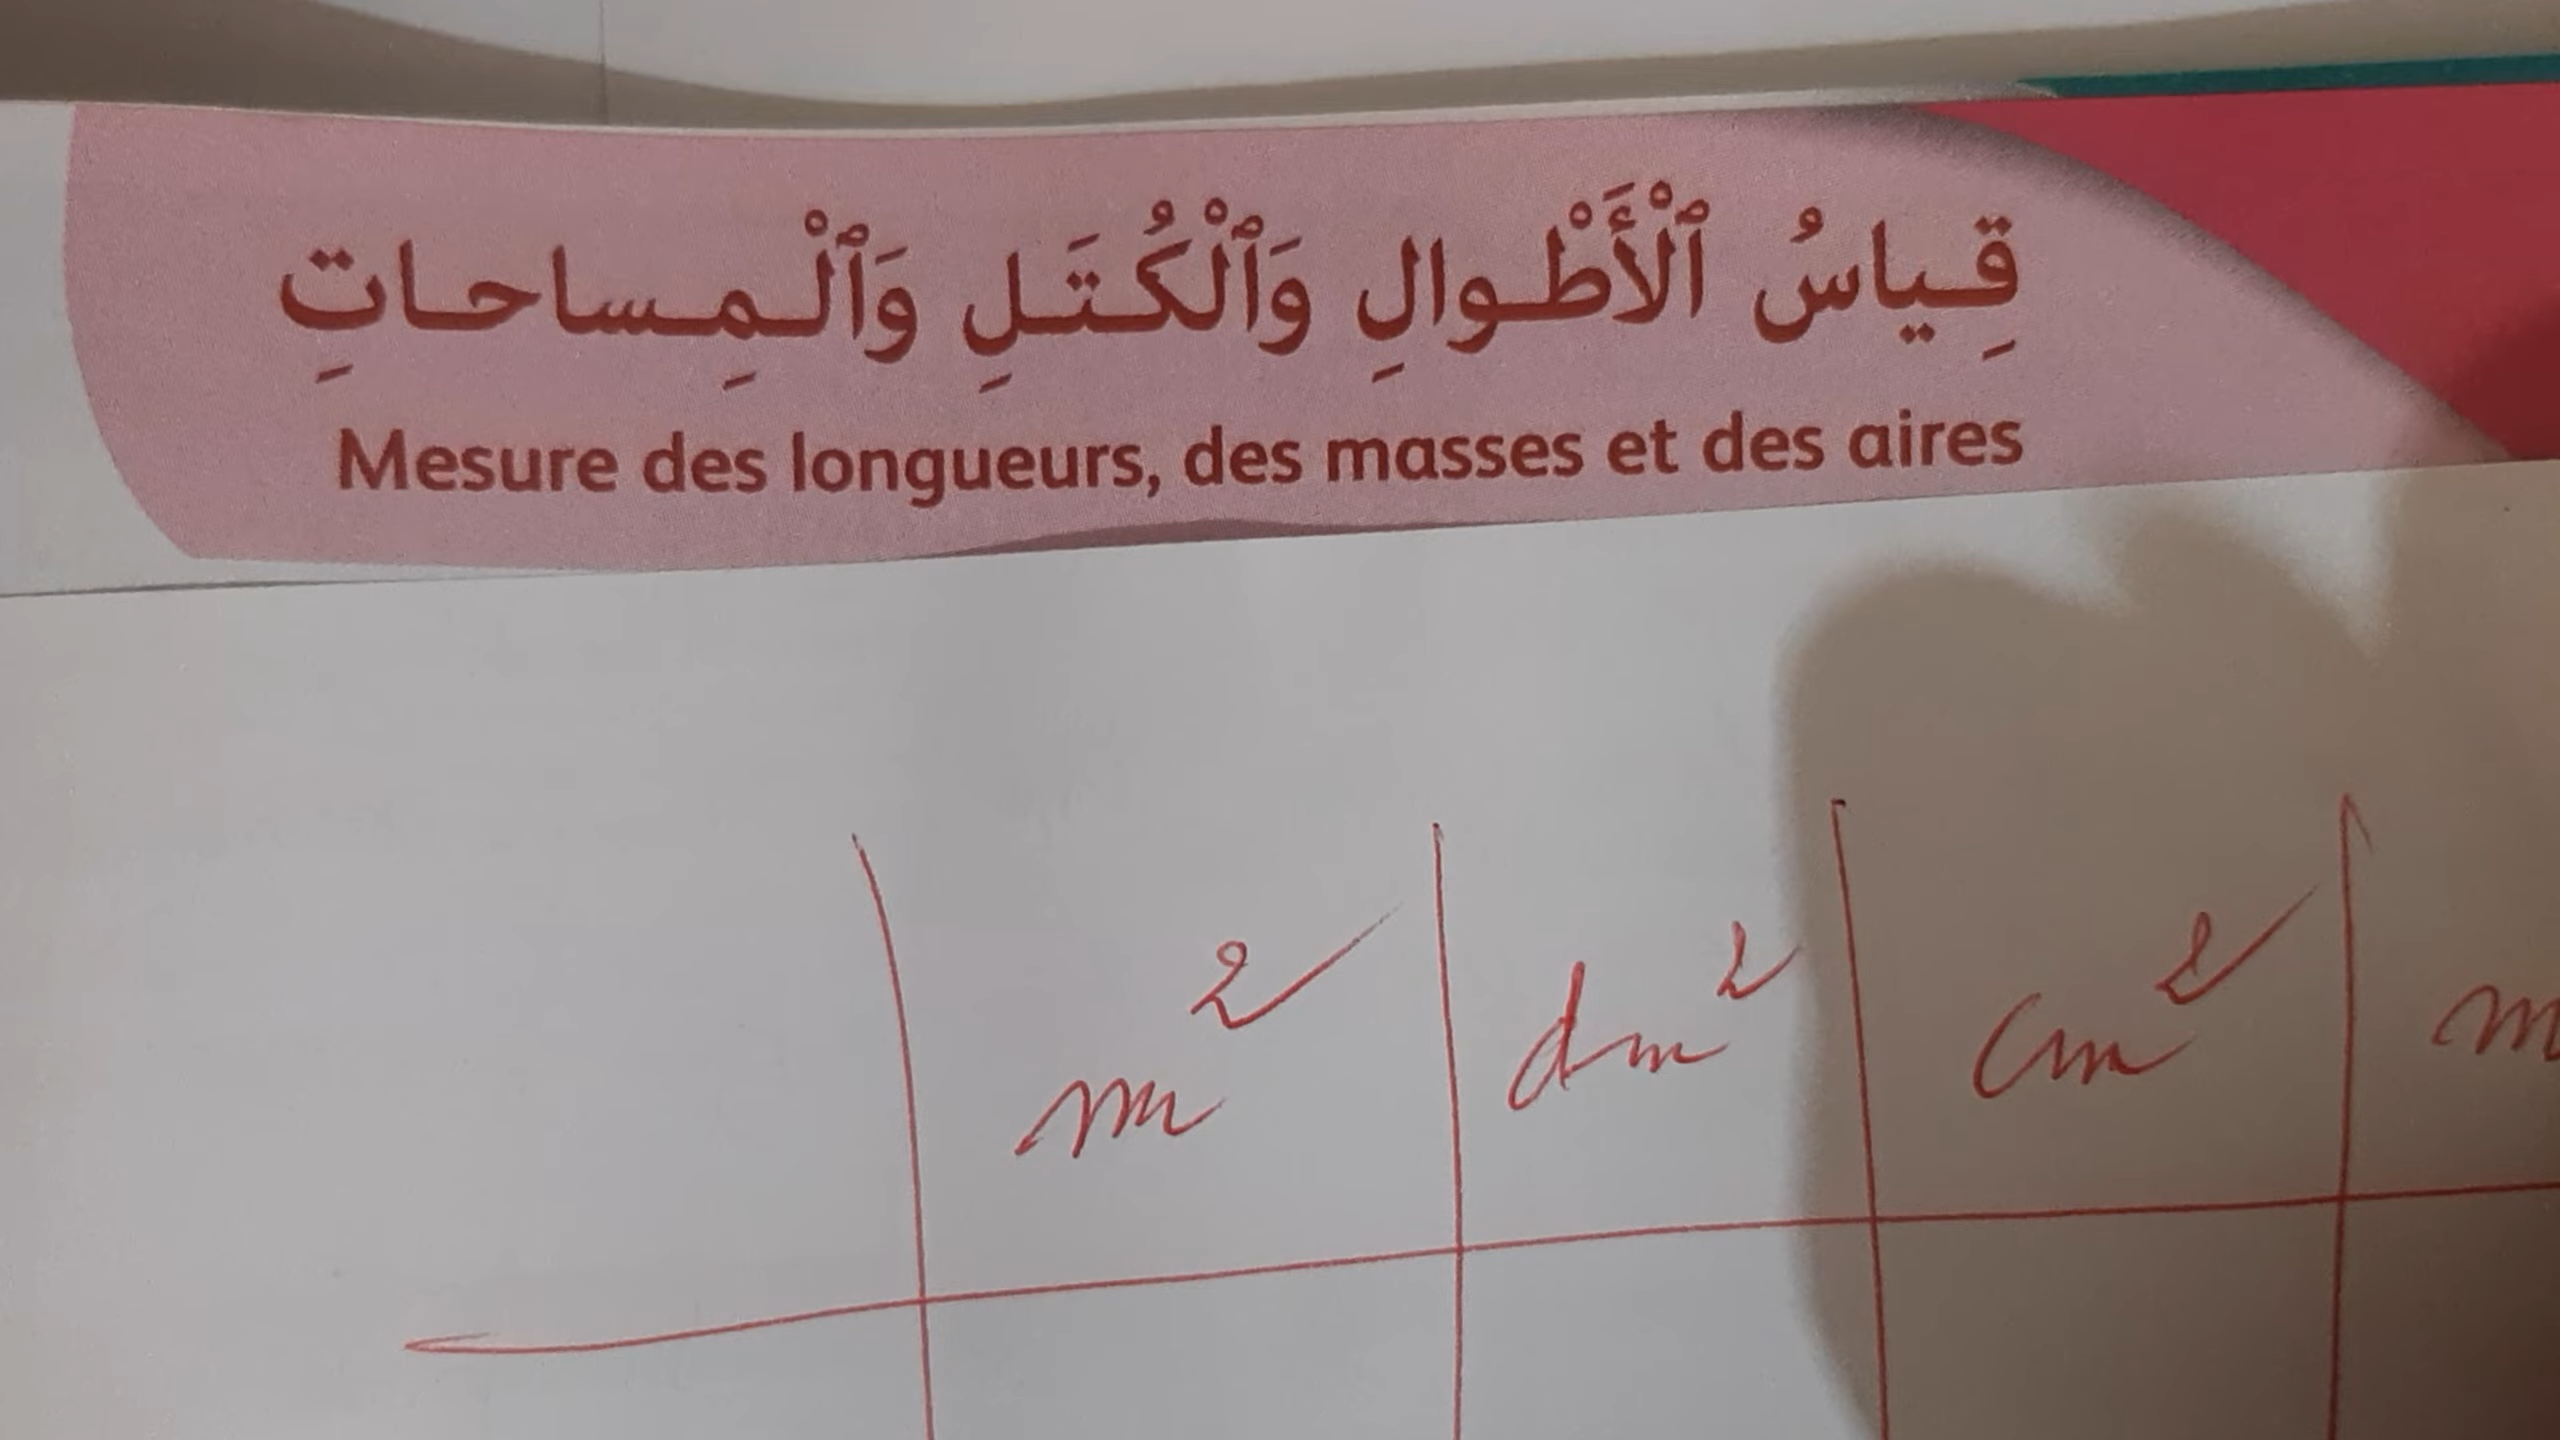 قِياسُ ٱلْأَطْوالِ وَٱلْكُتَلِ وَٱلْمِساحاتِ
Mesure des longueurs, des masses et des aires
m² dm² cm² m